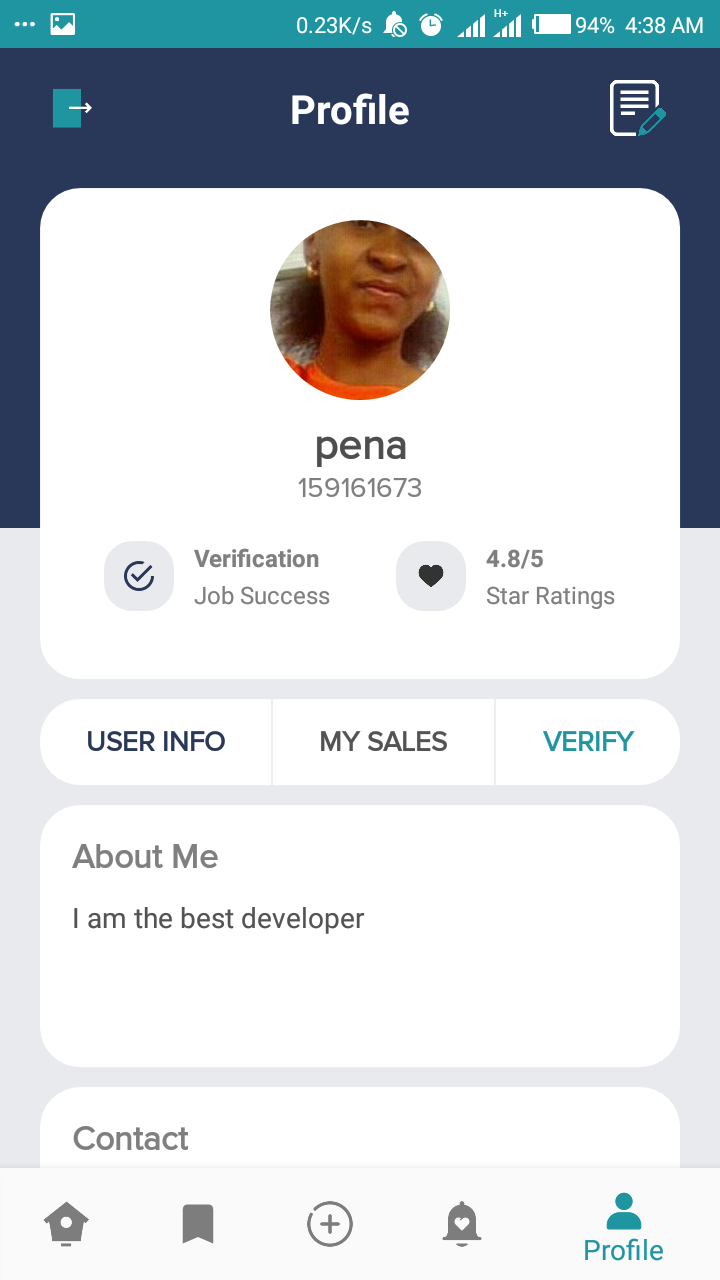 0.23K/s H+ 94% 4:38 AM
Profile
pena
159161673
Verification
Job Success
4.8/5
Star Ratings
USER INFO
MY SALES
VERIFY
About Me
I am the best developer
Contact
Profile